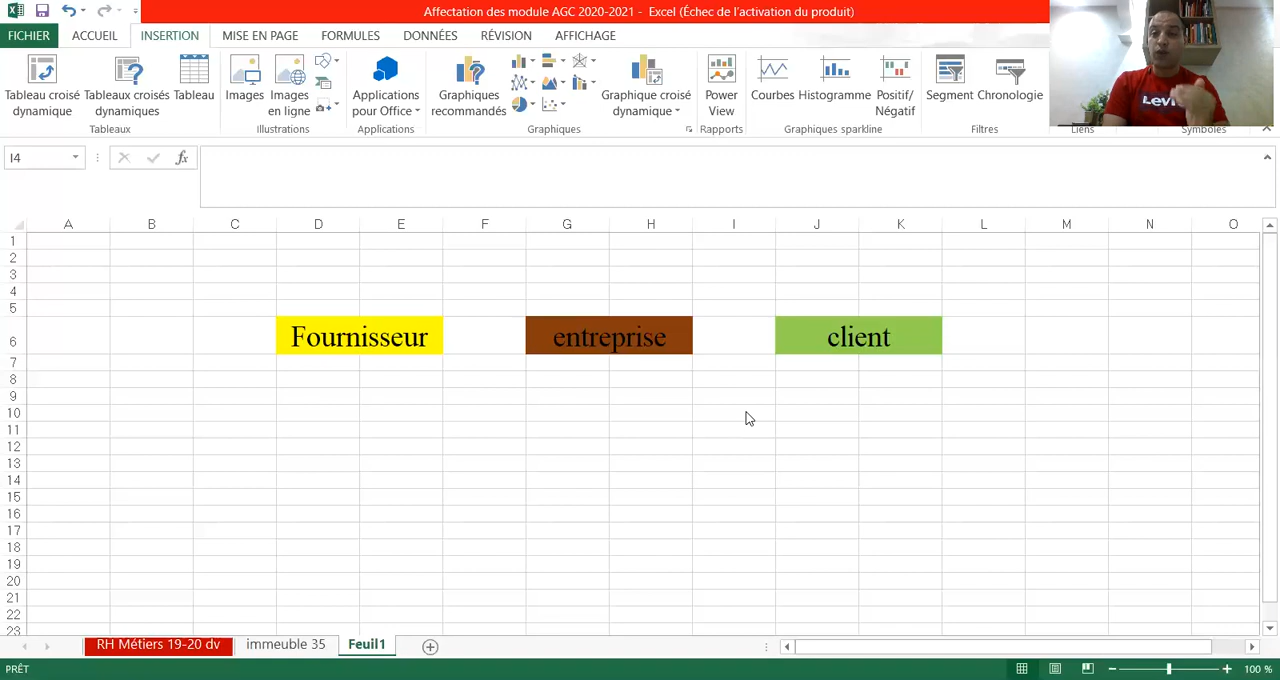 Affectation des module AGC 2020-2021 - Excel (Échec de l'activation du produit)
FICHIER ACCUEIL INSERTION MISE EN PAGE FORMULES DONNÉES RÉVISION AFFICHAGE
Tableau croisé dynamique
Tableaux croisés dynamiques
Tableau
Images
Images en ligne
Applications pour Office
Graphiques recommandés
Graphique croisé dynamique
Power View
Courbes
Histogramme
Positif/ Négatif
Segment
Chronologie
Tableaux
Illustrations
Applications
Graphiques
Rapports
Graphiques sparkline
Filtres
Liens
Symboles
Levi's
I4
fx
A B C D E F G H I J K L M N O
1
2
3
4
5
6
Fournisseur entreprise client
7
8
9
10
11
12
13
14
15
16
17
18
19
20
21
22
23
RH Métiers 19-20 dv immeuble 35 Feuil1
PRÊT
100 %